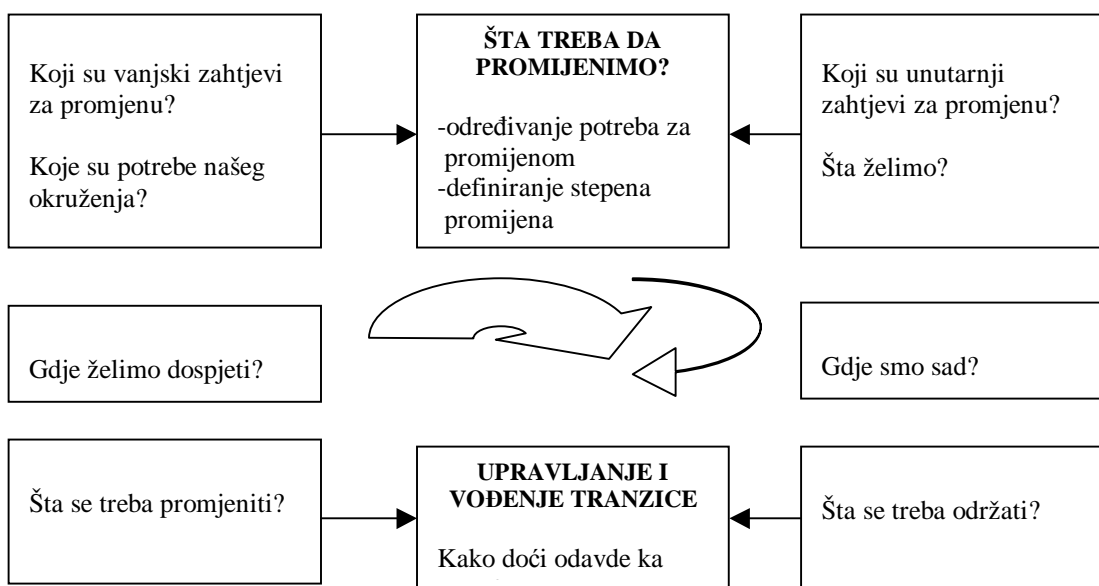 Koji su vanjski zahtjevi
za promjenu?
Koje su potrebe našeg
okruženja?
ŠTA TREBA DA
PROMIJENIMO?
-određivanje potreba za
promijenom
-definiranje stepena
promijena
Koji su unutarnji
zahtjevi za promjenu?
Šta želimo?
Gdje želimo dospjeti?
Gdje smo sad?
Šta se treba promjeniti?
UPRAVLJANJE I
VOĐENJE TRANZICE
Kako doći odavde ka
Šta se treba održati?